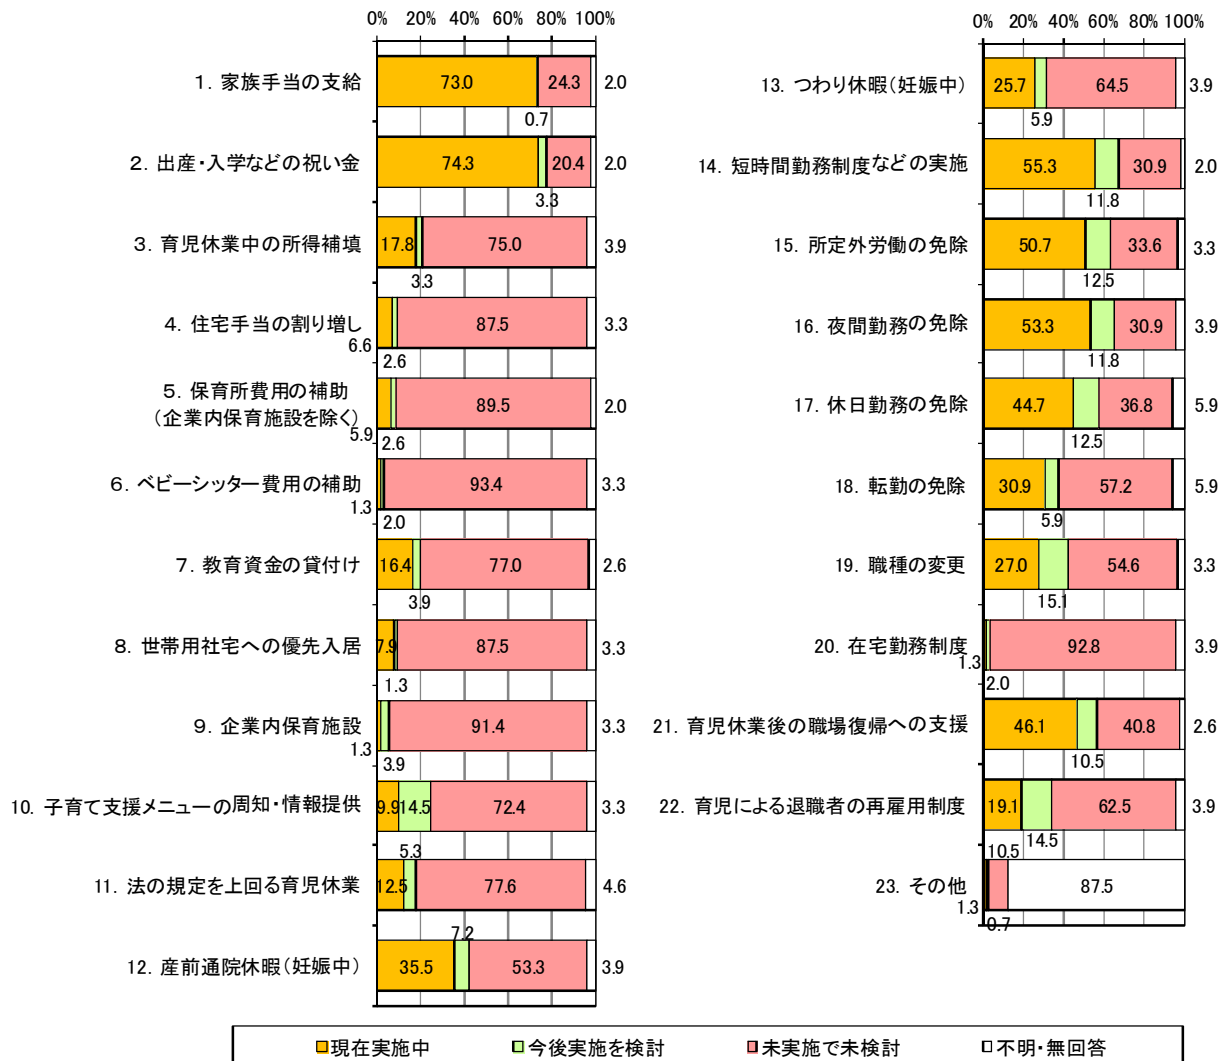 0% 20% 40% 60% 80% 100%
1. 家族手当の支給 73.0 24.3 2.0
0.7
2. 出産・入学などの祝い金 74.3 20.4 2.0
3.3
3. 育児休業中の所得補填 17.8 75.0 3.9
3.3
4. 住宅手当の割り増し 87.5 3.3
6.6
2.6
5. 保育所費用の補助
(企業内保育施設を除く) 89.5 2.0
5.9
2.6
6. ベビーシッター費用の補助 93.4 3.3
1.3
2.0
7. 教育資金の貸付け 16.4 77.0 2.6
3.9
8. 世帯用社宅への優先入居 7.9 87.5 3.3
1.3
9. 企業内保育施設 91.4 3.3
1.3
3.9
10. 子育て支援メニューの周知・情報提供 9.9 14.5 72.4 3.3
5.3
11. 法の規定を上回る育児休業 12.5 77.6 4.6
7.2
12. 産前通院休暇(妊娠中) 35.5 53.3 3.9
0% 20% 40% 60% 80% 100%
13. つわり休暇(妊娠中) 25.7 64.5 3.9
5.9
14. 短時間勤務制度などの実施 55.3 30.9 2.0
11.8
15. 所定外労働の免除 50.7 33.6 3.3
12.5
16. 夜間勤務の免除 53.3 30.9 3.9
11.8
17. 休日勤務の免除 44.7 36.8 5.9
12.5
18. 転勤の免除 30.9 57.2 5.9
5.9
19. 職種の変更 27.0 54.6 3.3
15.1
20. 在宅勤務制度 92.8 3.9
1.3
2.0
21. 育児休業後の職場復帰への支援 46.1 40.8 2.6
10.5
22. 育児による退職者の再雇用制度 19.1 62.5 3.9
14.5
10.5
23. その他 87.5
1.3
0.7
現在実施中 今後実施を検討 未実施で未検討 不明・無回答